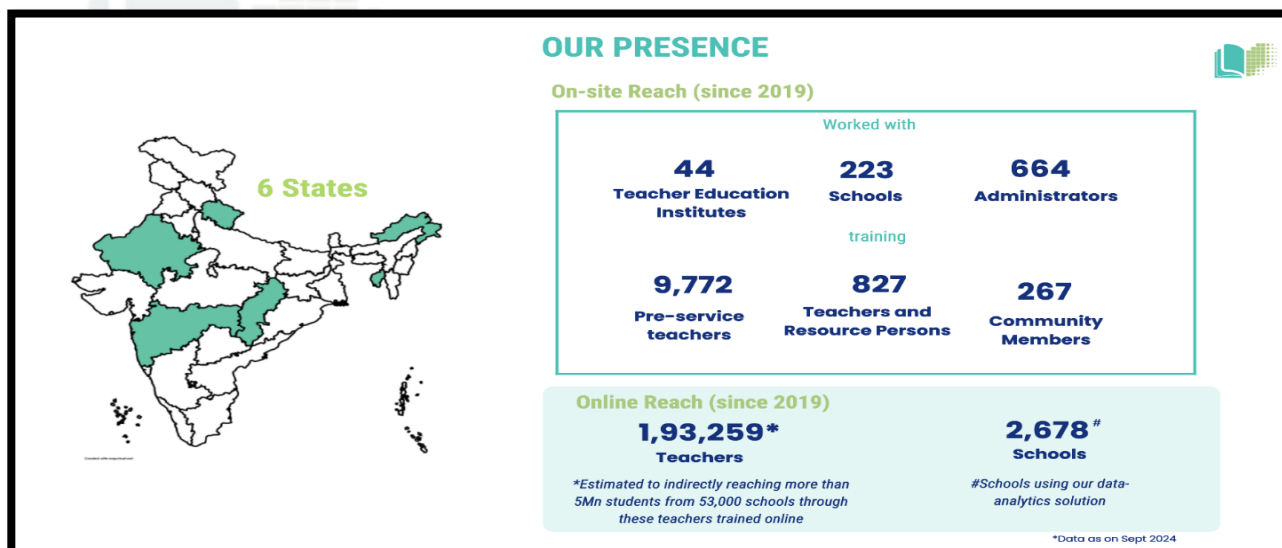 OUR PRESENCE
On-site Reach (since 2019)
6 States
Worked with
44
Teacher Education
Institutes
223
Schools
664
Administrators
training
9,772
Pre-service
teachers
827
Teachers and
Resource Persons
267
Community
Members
Online Reach (since 2019)
1,93,259*
Teachers
*Estimated to indirectly reaching more than
5Mn students from 53,000 schools through
these teachers trained online
2,678#
Schools
#Schools using our data-
analytics solution
*Data as on Sept 2024